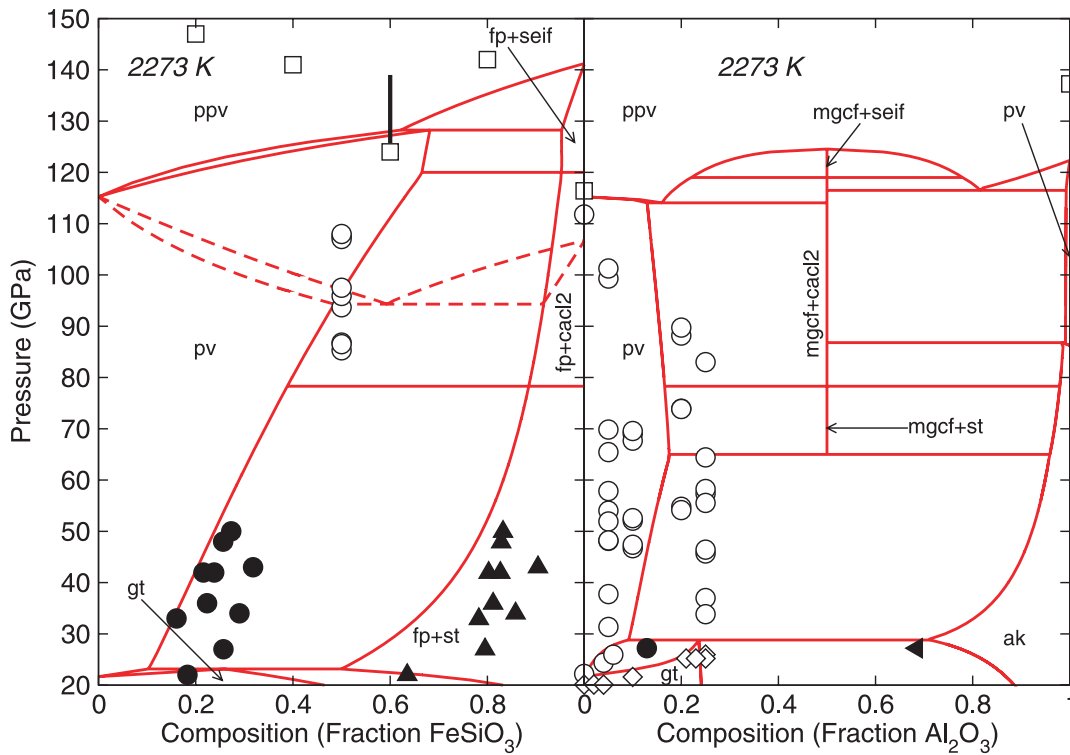 150
140
130
120
110
100
90
80
70
60
50
40
30
20
Pressure (GPa)
2273 K
fp+seif
ppv
pv
fp+cacl2
gt
fp+st
0
0.2
0.4
0.6
0.8
Composition (Fraction FeSiO3)
2273 K
ppv
mgcf+seif
pv
mgcf+cacl2
pv
mgcf+st
ak
gt
0
0.2
0.4
0.6
0.8
1
Composition (Fraction Al2O3)